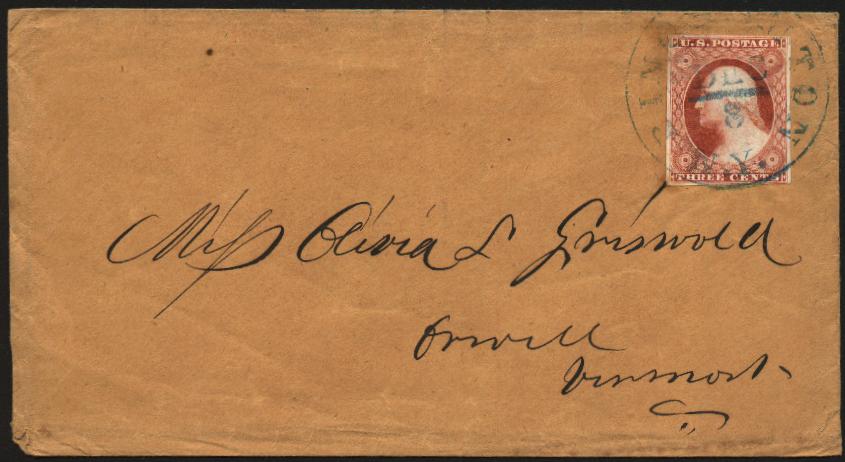 U.S. POSTAGE
THREE CENTS
N.Y.
Miss Olivia L Griswold
Orwell
Vermont